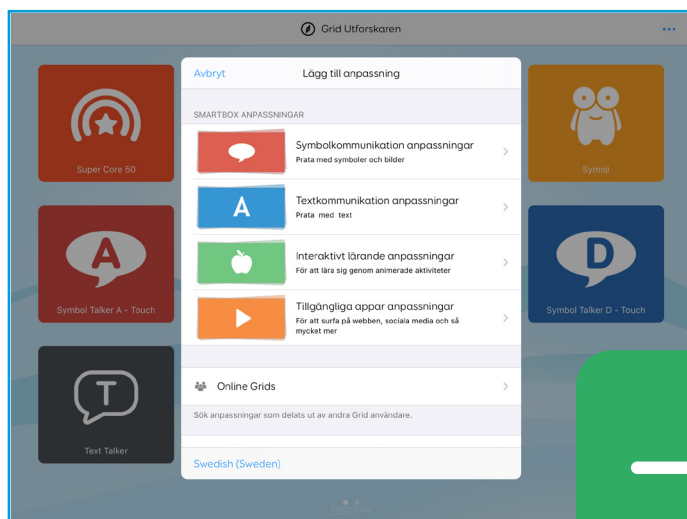 Grid Utforskaren
Avbryt
Lägg till anpassning
SMARTBOX ANPASSNINGAR
Symbolkommunikation anpassningar
Prata med symboler och bilder
A
Textkommunikation anpassningar
Prata med text
Interaktivt lärande anpassningar
För att lära sig genom animerade aktiviteter
Tillgängliga appar anpassningar
För att surfa på webben, sociala media och så
mycket mer
Online Grids
Sök anpassningar som delats ut av andra Grid användare.
Swedish (Sweden)
Super Core 50
Symoji
A
Symbol Talker A - Touch
D
Symbol Talker D - Touch
T
Text Talker